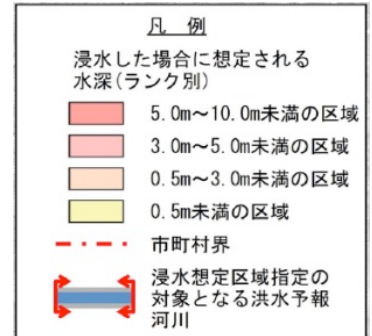 凡 例
浸水した場合に想定される
水深(ランク別)
5.0m～10.0m未満の区域
3.0m～5.0m未満の区域
0.5m～3.0m未満の区域
0.5m未満の区域
市町村界
浸水想定区域指定の
対象となる洪水予報
河川